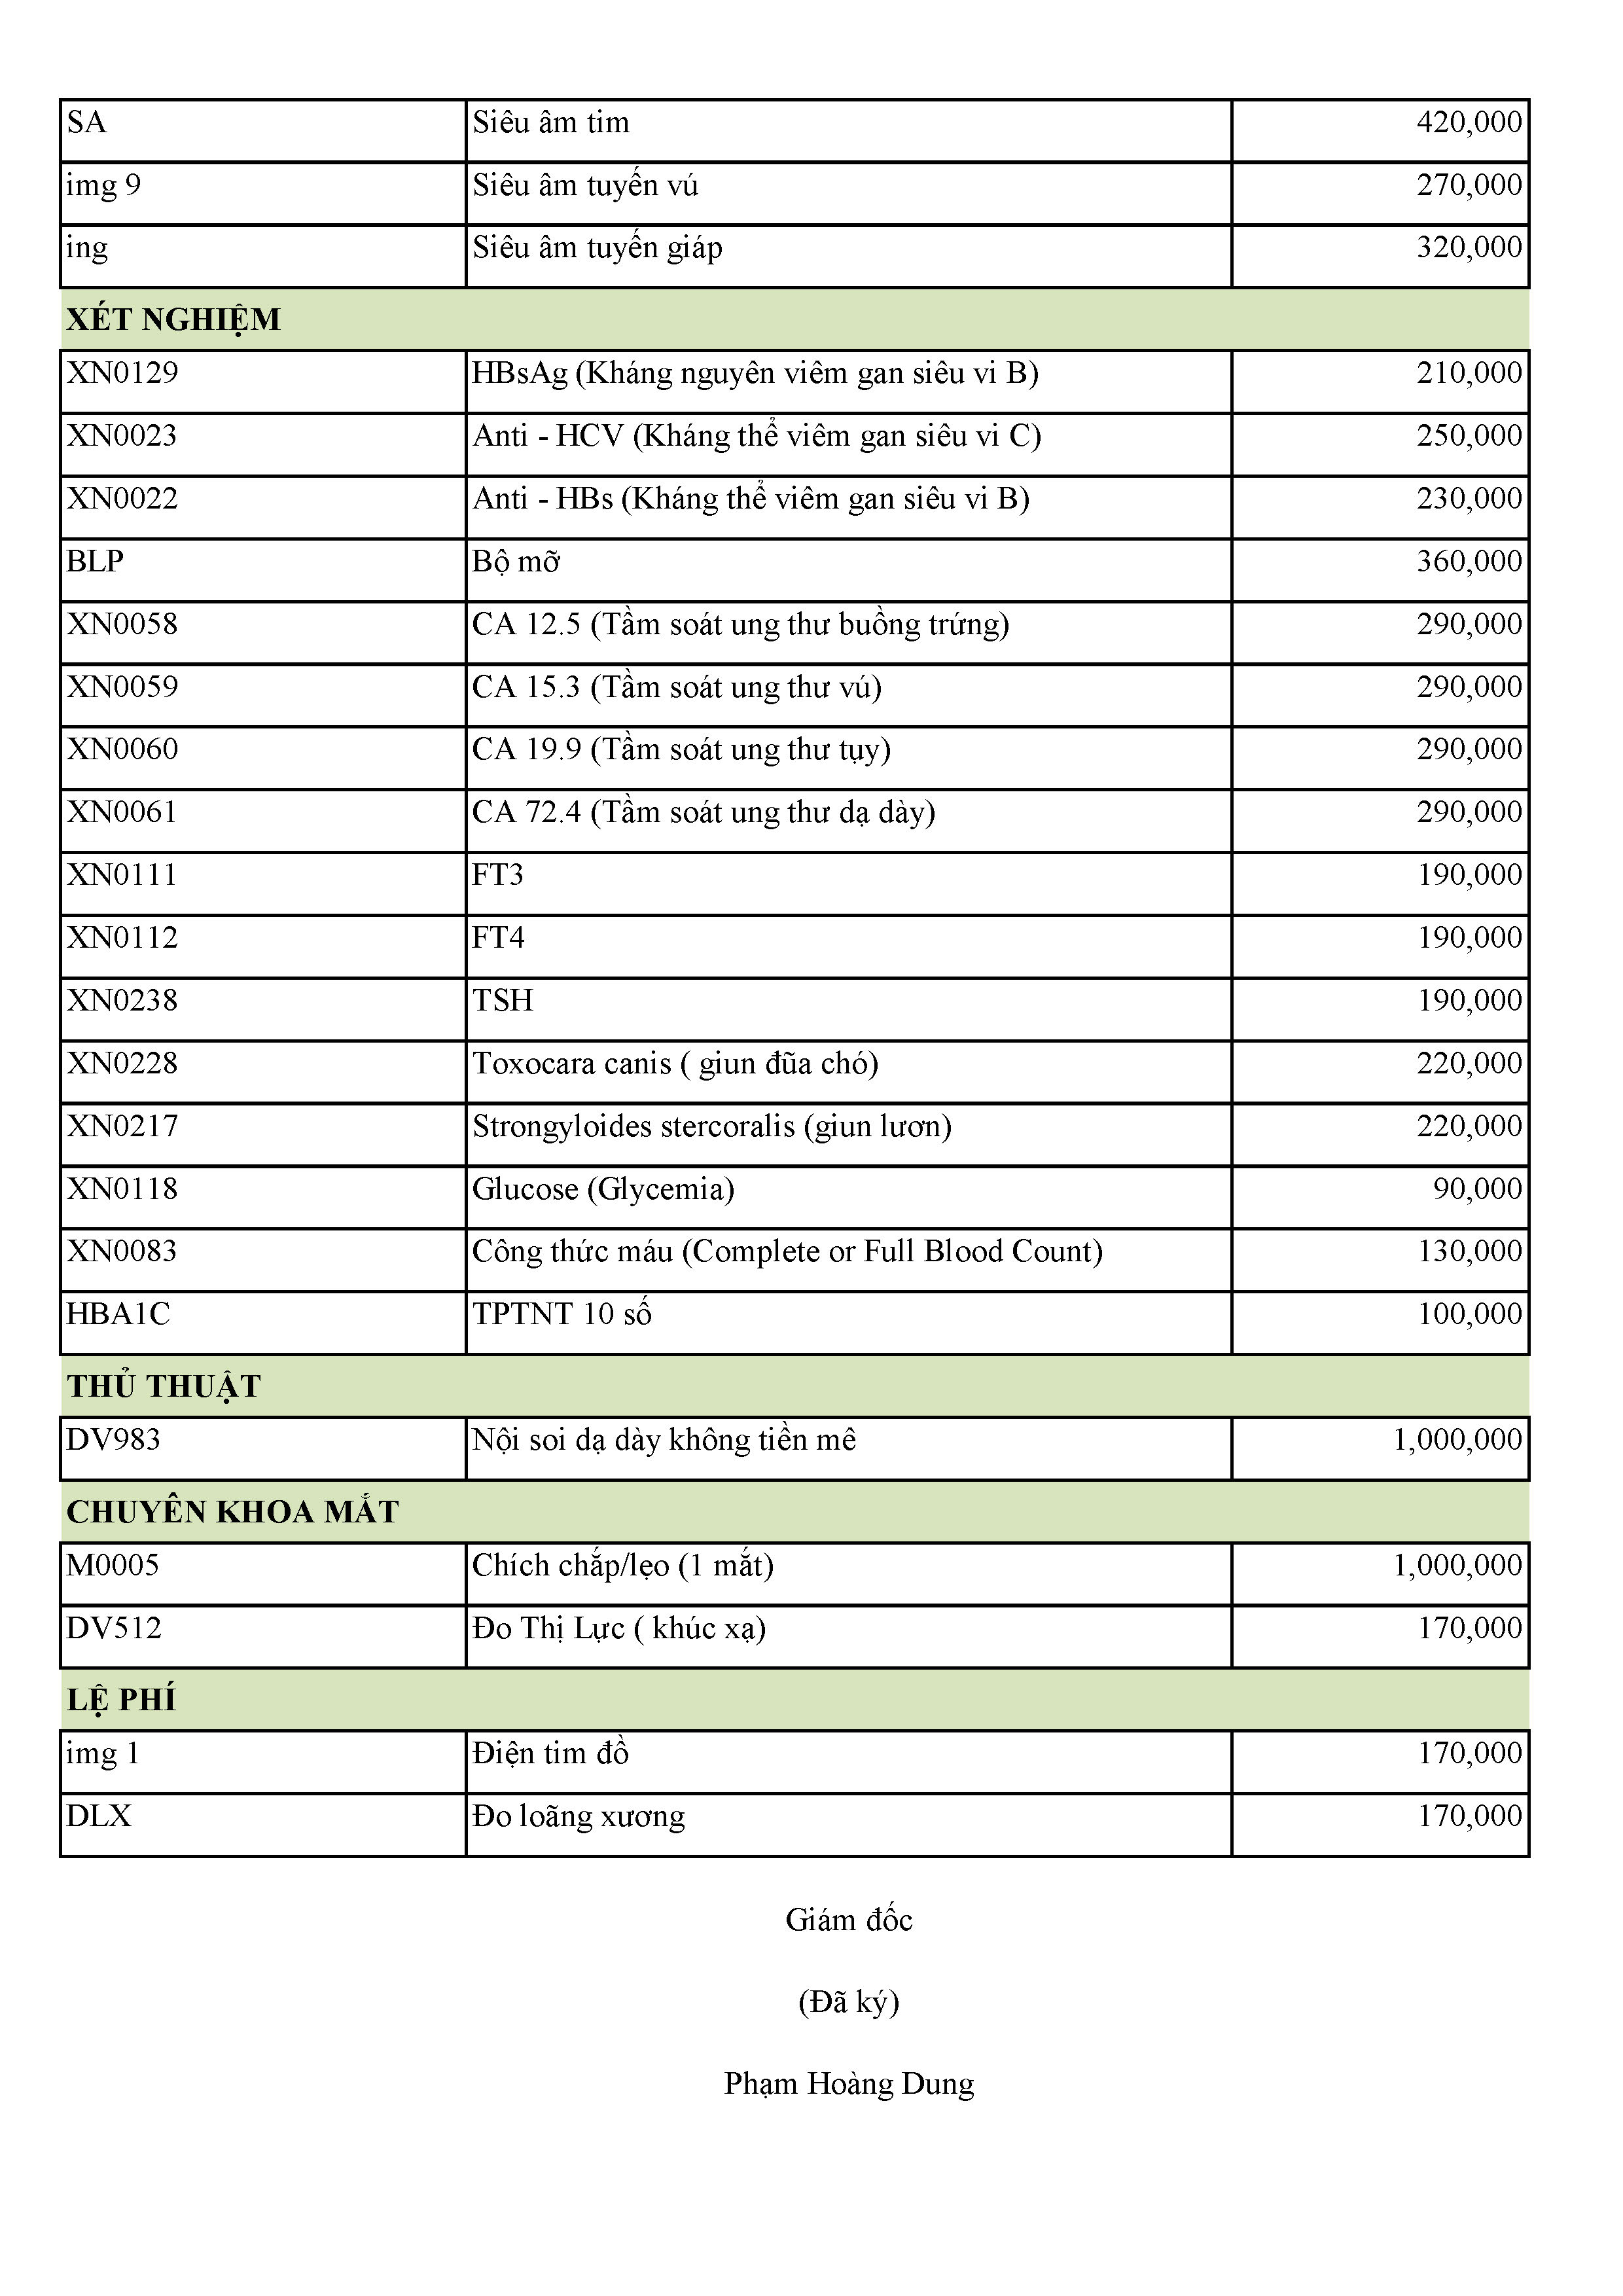 SA Siêu âm tim 420,000
img 9 Siêu âm tuyến vú 270,000
ing Siêu âm tuyến giáp 320,000
XÉT NGHIỆM
XN0129 HBsAg (Kháng nguyên viêm gan siêu vi B) 210,000
XN0023 Anti - HCV (Kháng thể viêm gan siêu vi C) 250,000
XN0022 Anti - HBs (Kháng thể viêm gan siêu vi B) 230,000
BLP Bộ mỡ 360,000
XN0058 CA 12.5 (Tầm soát ung thư buồng trứng) 290,000
XN0059 CA 15.3 (Tầm soát ung thư vú) 290,000
XN0060 CA 19.9 (Tầm soát ung thư tụy) 290,000
XN0061 CA 72.4 (Tầm soát ung thư dạ dày) 290,000
XN0111 FT3 190,000
XN0112 FT4 190,000
XN0238 TSH 190,000
XN0228 Toxocara canis ( giun đũa chó) 220,000
XN0217 Strongyloides stercoralis (giun lươn) 220,000
XN0118 Glucose (Glycemia) 90,000
XN0083 Công thức máu (Complete or Full Blood Count) 130,000
HBA1C TPTNT 10 số 100,000
THỦ THUẬT
DV983 Nội soi dạ dày không tiền mê 1,000,000
CHUYÊN KHOA MẮT
M0005 Chích chắp/lẹo (1 mắt) 1,000,000
DV512 Đo Thị Lực ( khúc xạ) 170,000
LỆ PHÍ
img 1 Điện tim đồ 170,000
DLX Đo loãng xương 170,000
Giám đốc
(Đã ký)
Phạm Hoàng Dung